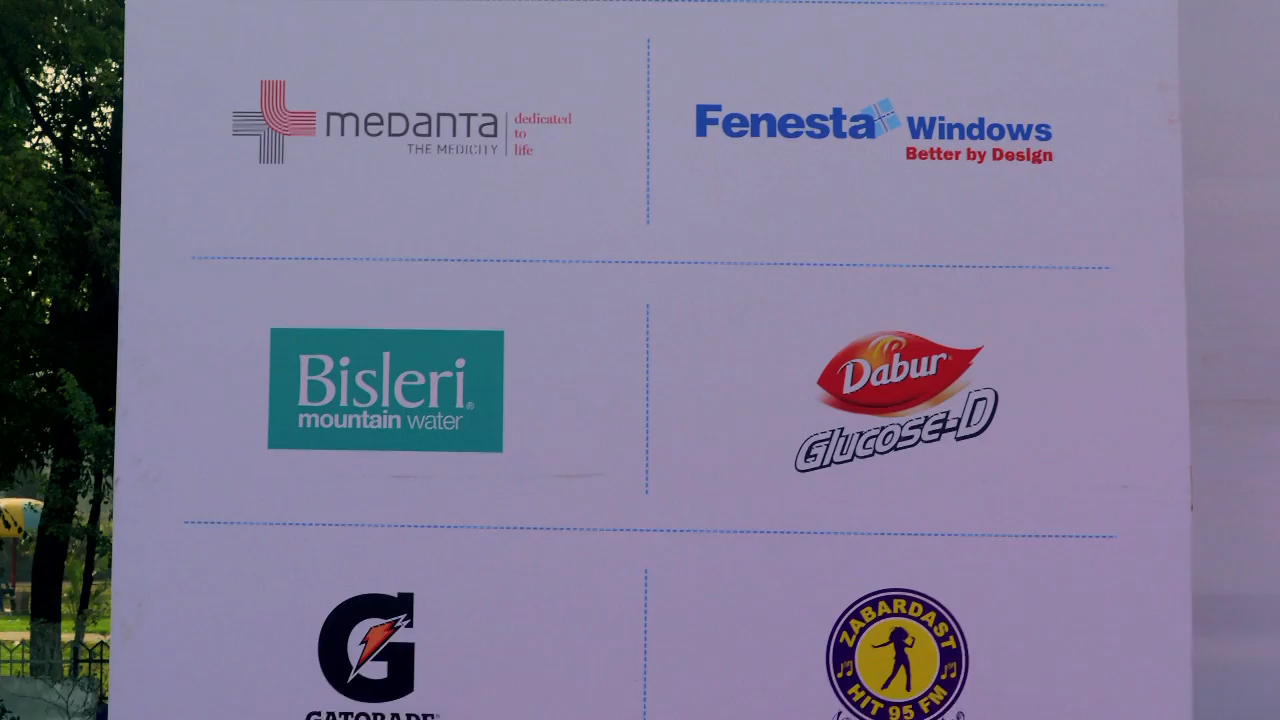 meDanTa
THE MEDICITY
dedicated
to
life
Fenesta Windows
Better by Design
Bisleri®
mountain water
Dabur
Glucose-D
G
GATORADE®
ZABARDAST
HIT 95 FM